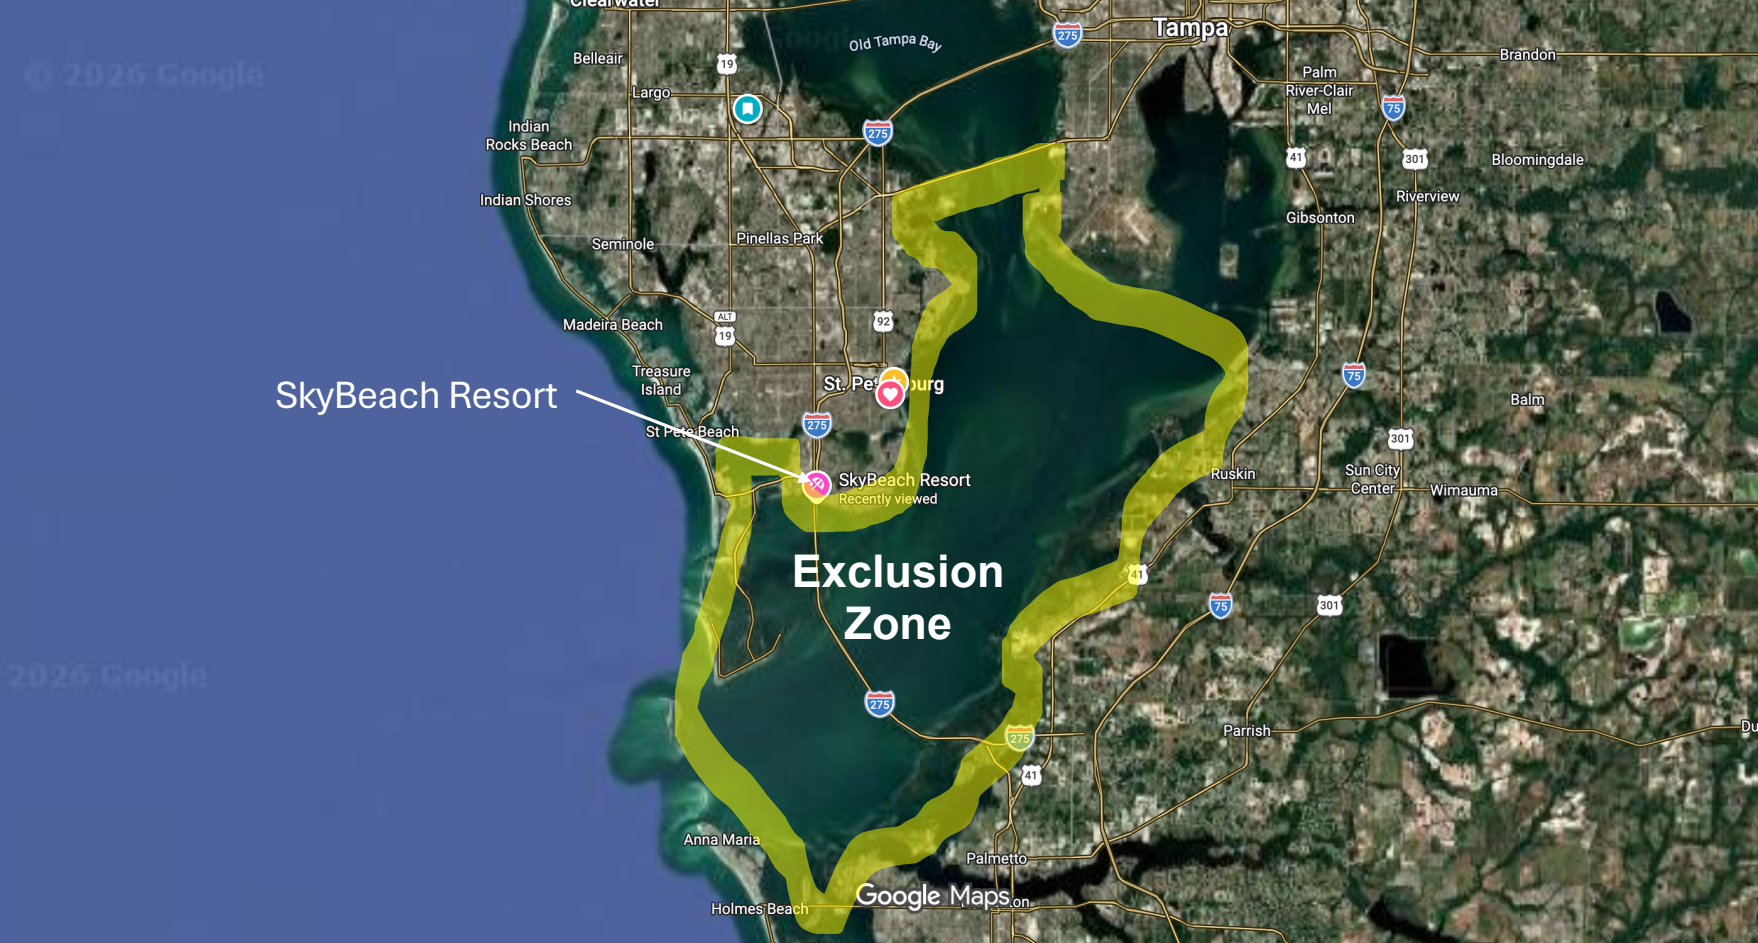 Clearwater
Tampa
275
Old Tampa Bay
Brandon
Belleair
19
© 2026 Google
Palm
River-Clair
Mel
Largo
75
275
Indian
Rocks Beach
41
301
Bloomingdale
Indian Shores
Riverview
Gibsonton
Seminole
Pinellas Park
Madeira Beach
ALT
19
92
Treasure
Island
75
St. Pe
burg
SkyBeach Resort
Balm
275
St Pete Beach
301
SkyBeach Resort
Recently viewed
Ruskin
Sun City
Center
Wimauma
Exclusion
Zone
41
75
301
2026 Google
275
275
Parrish
Du
41
Anna Maria
Palmetto
Google Maps
on
Holmes Beach